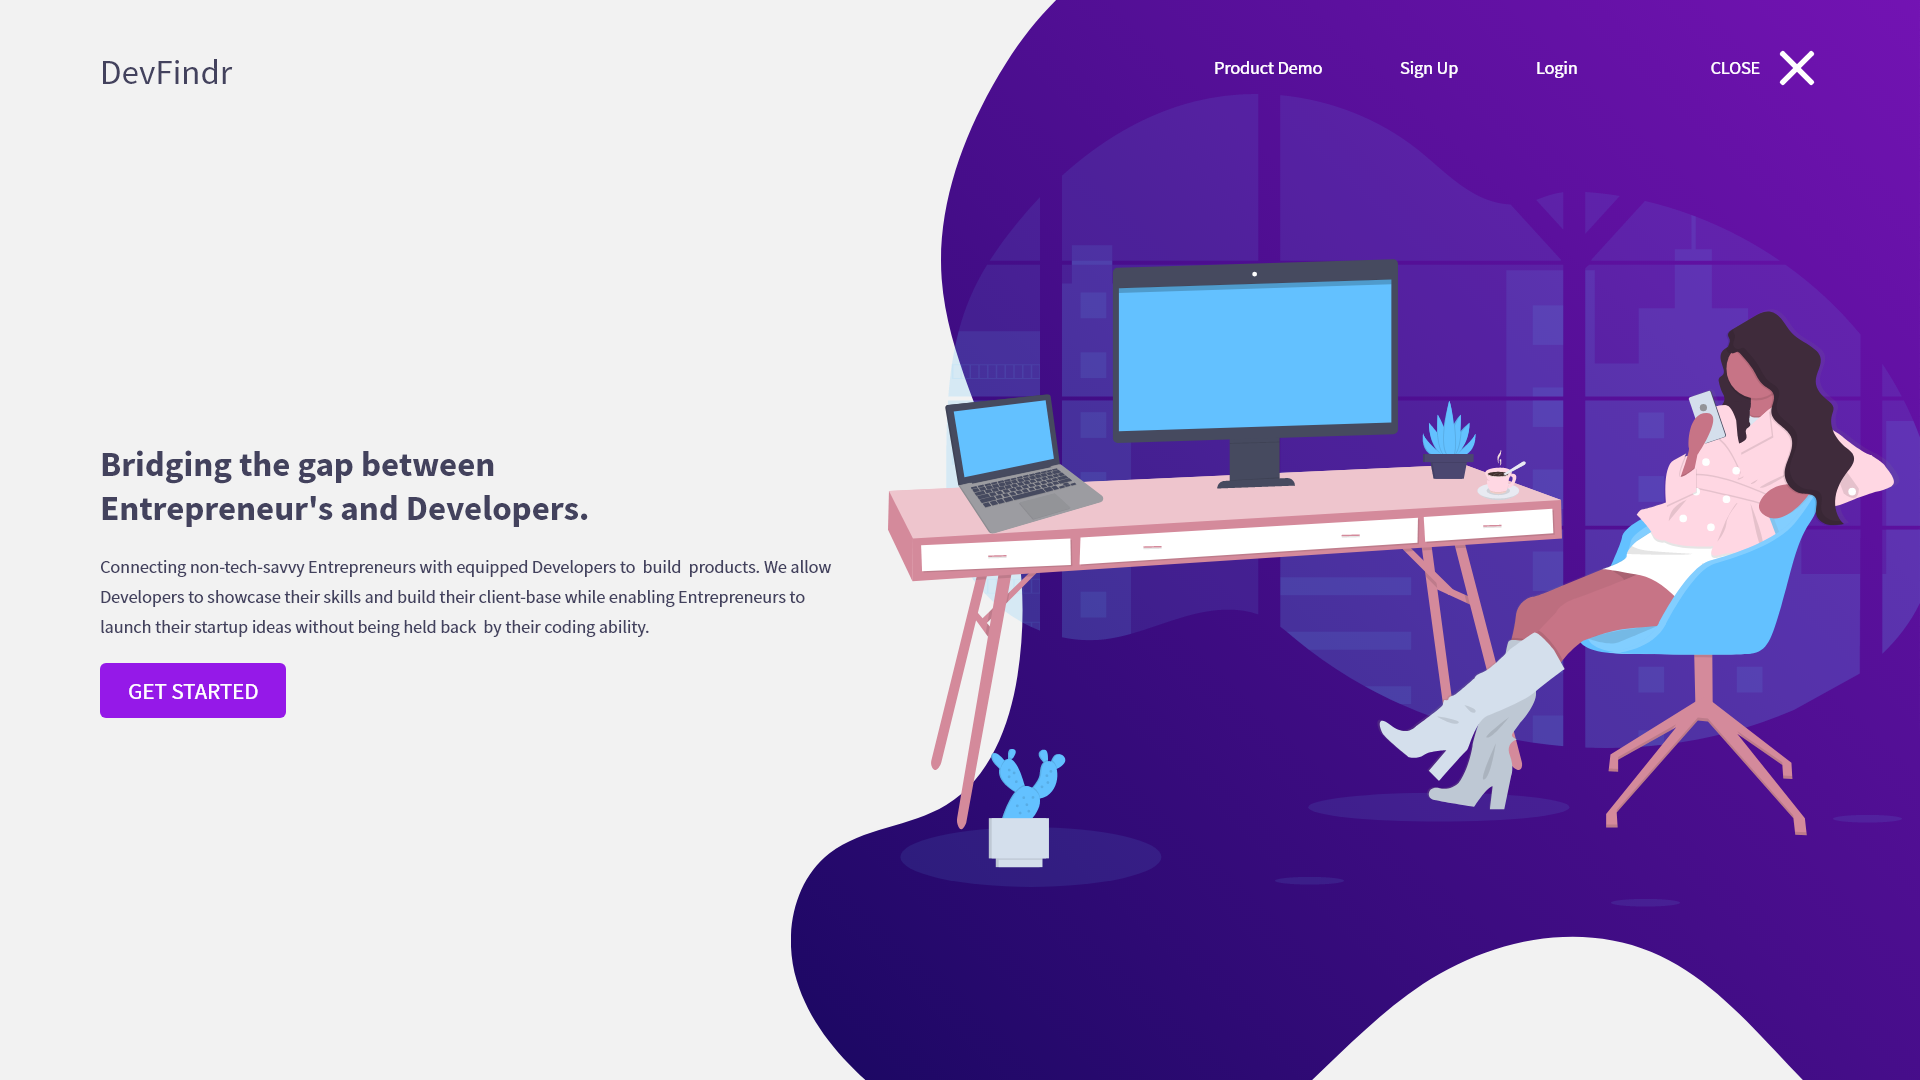 DevFindr
Product Demo
Sign Up
Login
CLOSE
Bridging the gap between
Entrepreneur's and Developers.
Connecting non-tech-savvy Entrepreneurs with equipped Developers to  build  products. We allow
Developers to showcase their skills and build their client-base while enabling Entrepreneurs to
launch their startup ideas without being held back  by their coding ability.
GET STARTED